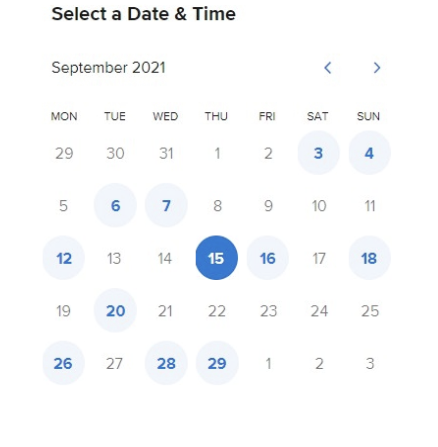 Select a Date & Time
September 2021
MON TUE WED THU FRI SAT SUN
29 30 31 1 2 3 4
5 6 7 8 9 10 11
12 13 14 15 16 17 18
19 20 21 22 23 24 25
26 27 28 29 1 2 3